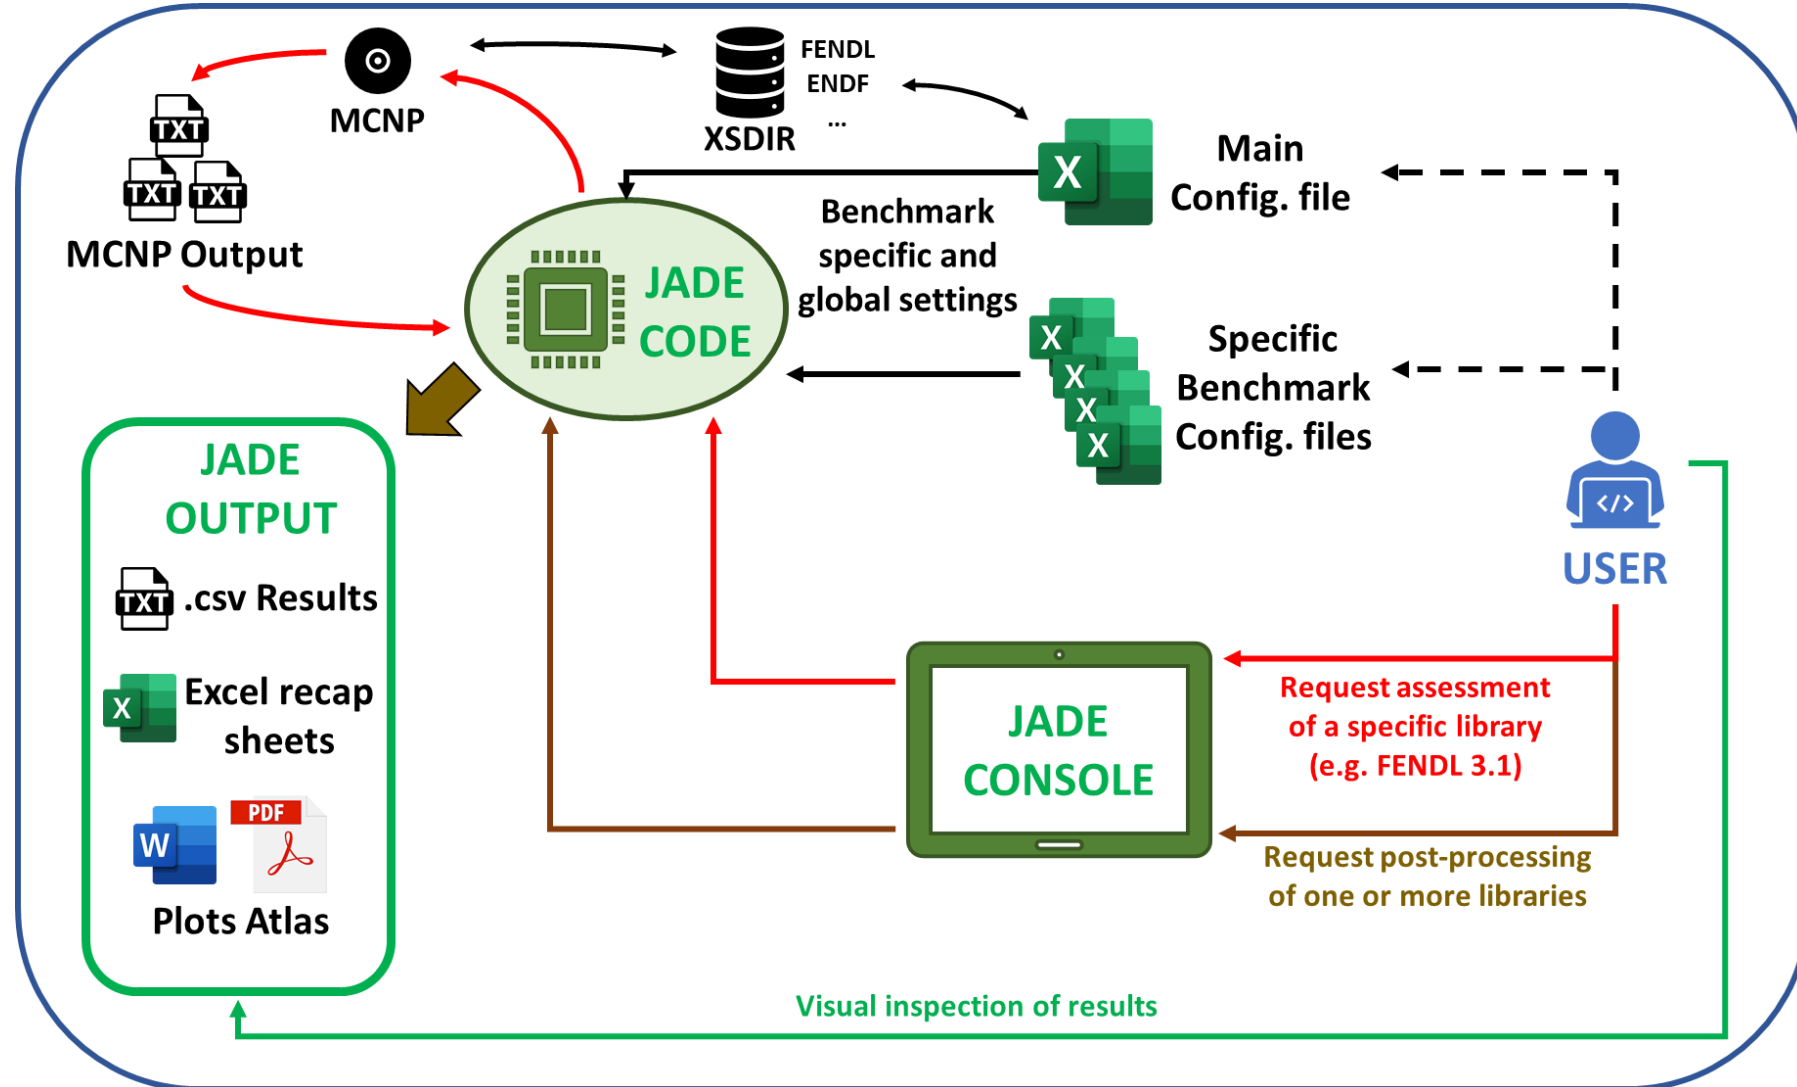 MCNP
FENDL
ENDF
...
XSDIR
TXT
TXT
TXT
MCNP Output
X
Main
Config. file
Benchmark
specific and
global settings
JADE
CODE
X
X
X
X
Specific
Benchmark
Config. files
</>
USER
JADE
OUTPUT
TXT
.csv Results
X
Excel recap
sheets
W
PDF
Plots Atlas
JADE
CONSOLE
Request assessment
of a specific library
(e.g. FENDL 3.1)
Request post-processing
of one or more libraries
Visual inspection of results